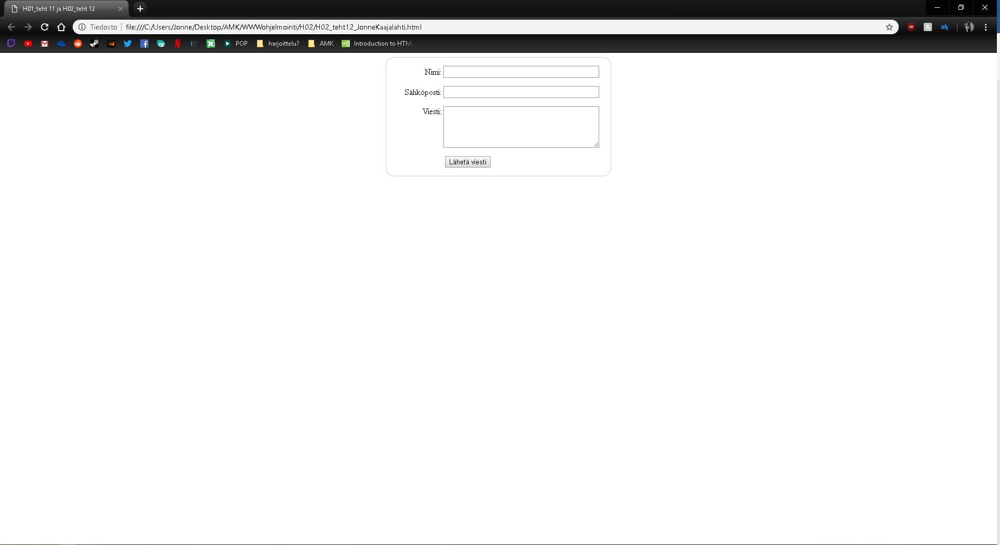 H01_teht 11 ja H02_teht 12
Tiedosto file:///C:/Users/Jonne/Desktop/AMK/WWWohjelmointi/H02/H02_teht12_JonneKaajalahti.html
POP harjoittelu? AMK Introduction to HTML
Nimi:
Sähköposti:
Viesti:
Lähetä viesti